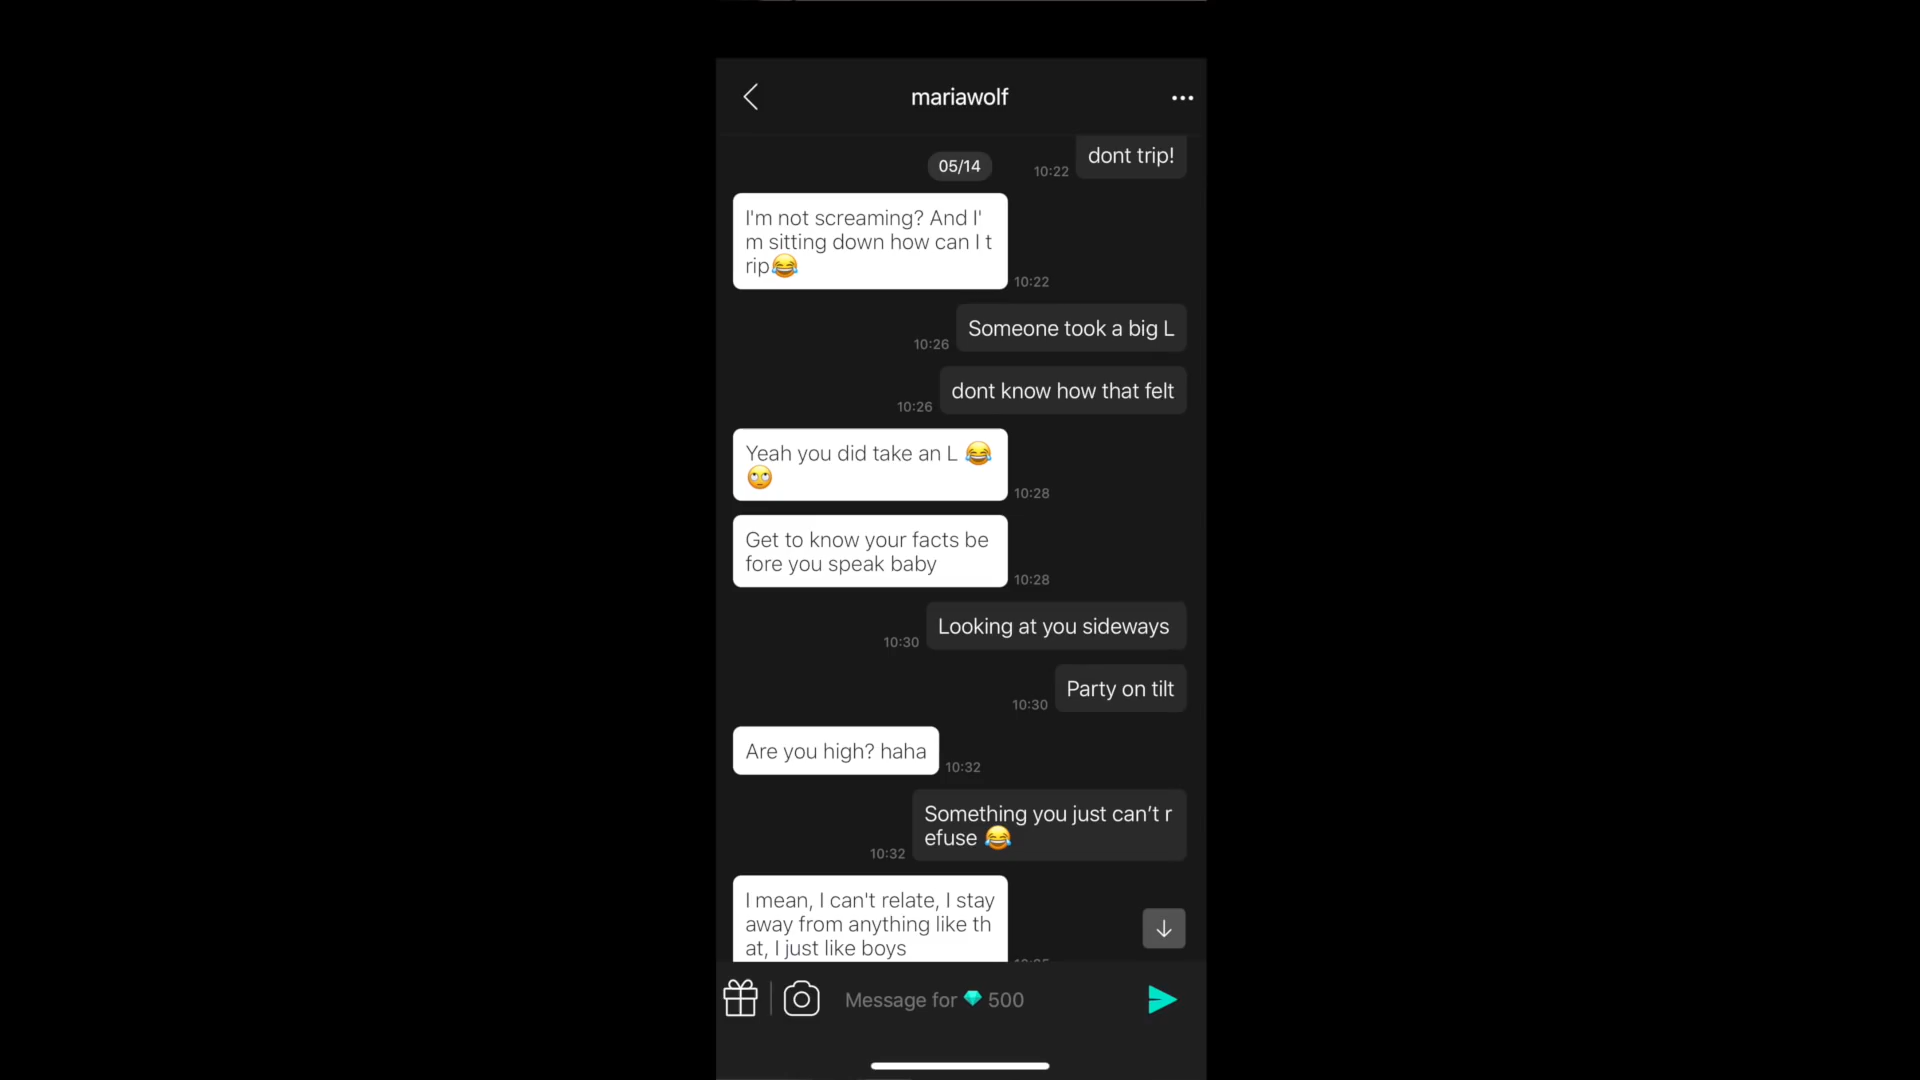 mariawolf
dont trip!
05/14
10:22
I'm not screaming? And I'
m sitting down how can I t
rip😂
10:22
Someone took a big L
10:26
dont know how that felt
10:26
Yeah you did take an L 😂
🙄
10:28
Get to know your facts be
fore you speak baby
10:28
Looking at you sideways
10:30
Party on tilt
10:30
Are you high? haha
10:32
Something you just can’t r
efuse 😂
10:32
I mean, I can't relate, I stay
away from anything like th
at, I just like boys
Message for 💎 500